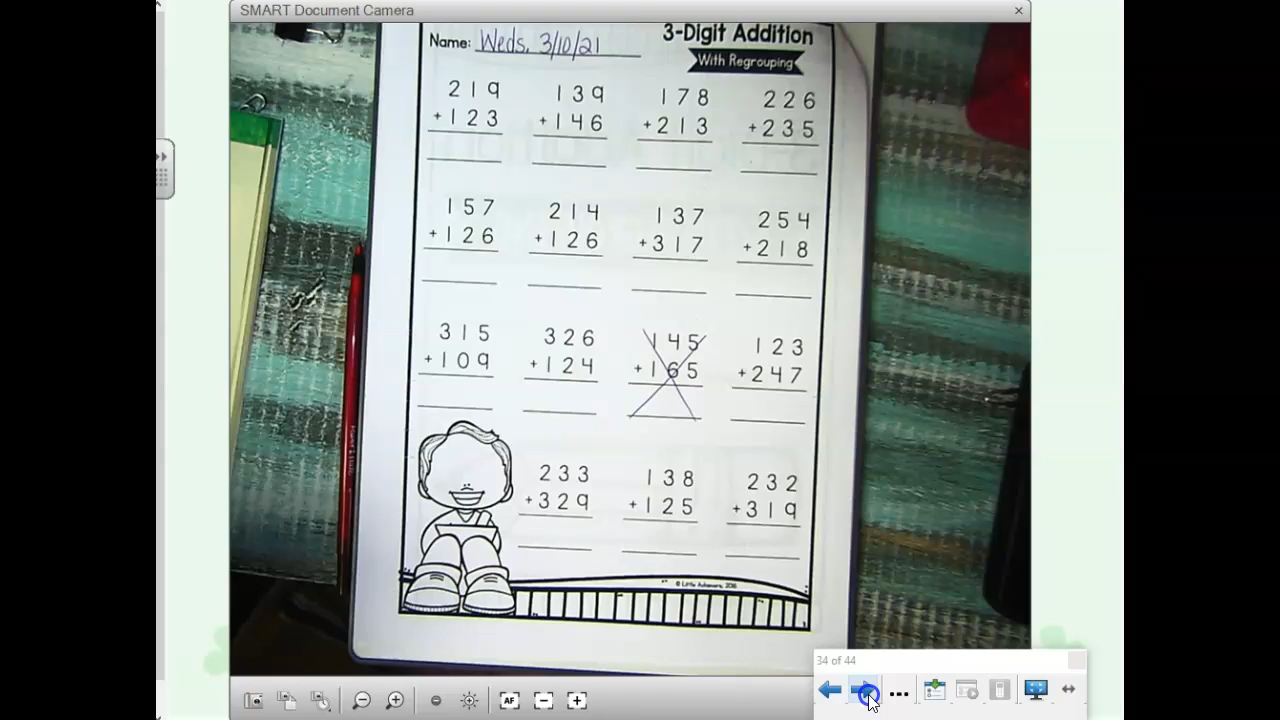 SMART Document Camera
Name: Weds, 3/10/21
3-Digit Addition
With Regrouping
219 139 178 226
+123 +146 +213 +235
157 214 137 254
+126 +126 +317 +218
315 326 145 123
+109 +124 +165 +247
233 138 232
+329 +125 +319
34 of 44
AF